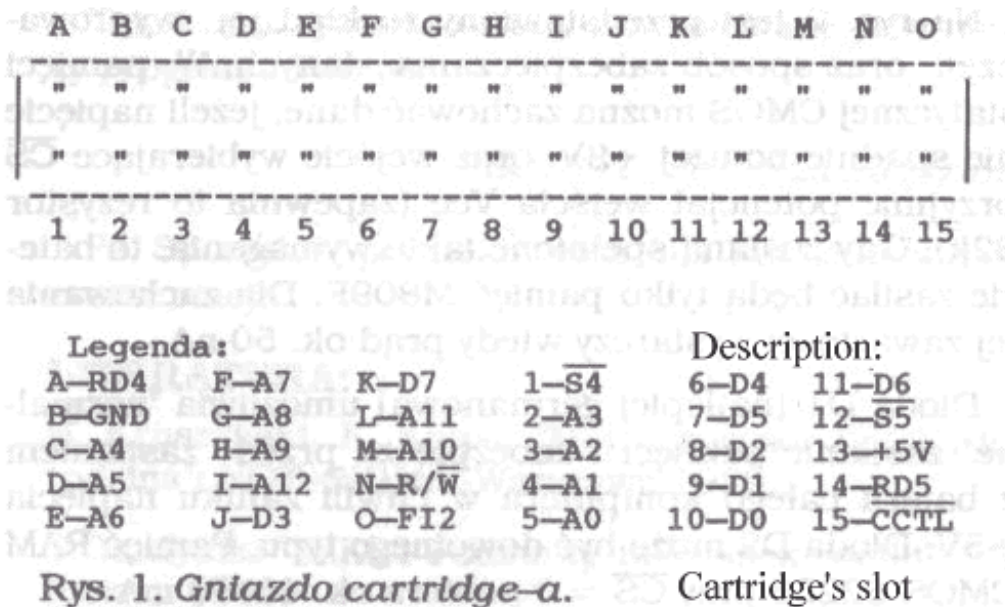 A B C D E F G H I J K L M N O
" " " " " " " " " " " " " " "
" " " " " " " " " " " " " " "
1 2 3 4 5 6 7 8 9 10 11 12 13 14 15
Legenda: Description:
A—RD4 F—A7 K—D7 1—S̅4̅ 6—D4 11—D6
B—GND G—A8 L—A11 2—A3 7—D5 12—S̅5̅
C—A4 H—A9 M—A10 3—A2 8—D2 13—+5V
D—A5 I—A12 N—R/W̅ 4—A1 9—D1 14—RD5
E—A6 J—D3 O—FI2 5—A0 10—D0 15—C̅C̅T̅L̅
Rys. 1. Gniazdo cartridge-a. Cartridge's slot